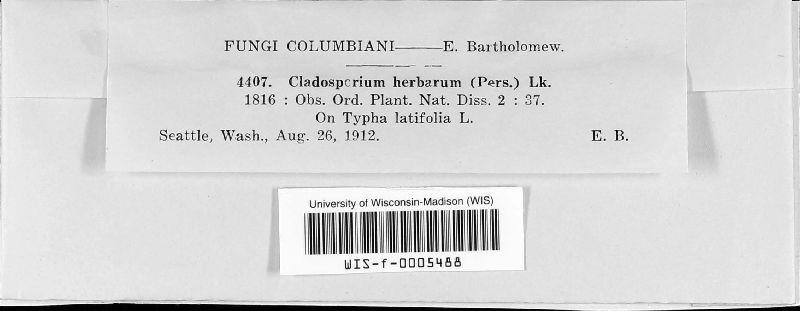 FUNGI COLUMBIANI——E. Bartholomew.
4407. Cladosporium herbarum (Pers.) Lk.
1816 : Obs. Ord. Plant. Nat. Diss. 2 : 37.
On Typha latifolia L.
Seattle, Wash., Aug. 26, 1912. E. B.
University of Wisconsin-Madison (WIS)
WIS-f-0005488